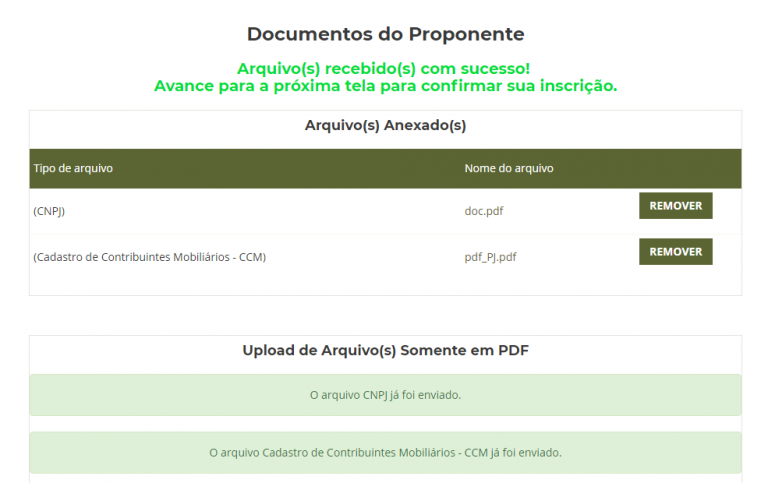 Documentos do Proponente
Arquivo(s) recebido(s) com sucesso!
Avance para a próxima tela para confirmar sua inscrição.
Arquivo(s) Anexado(s)
Tipo de arquivo Nome do arquivo
(CNPJ) doc.pdf REMOVER
(Cadastro de Contribuintes Mobiliários - CCM) pdf_PJ.pdf REMOVER
Upload de Arquivo(s) Somente em PDF
O arquivo CNPJ já foi enviado.
O arquivo Cadastro de Contribuintes Mobiliários - CCM já foi enviado.